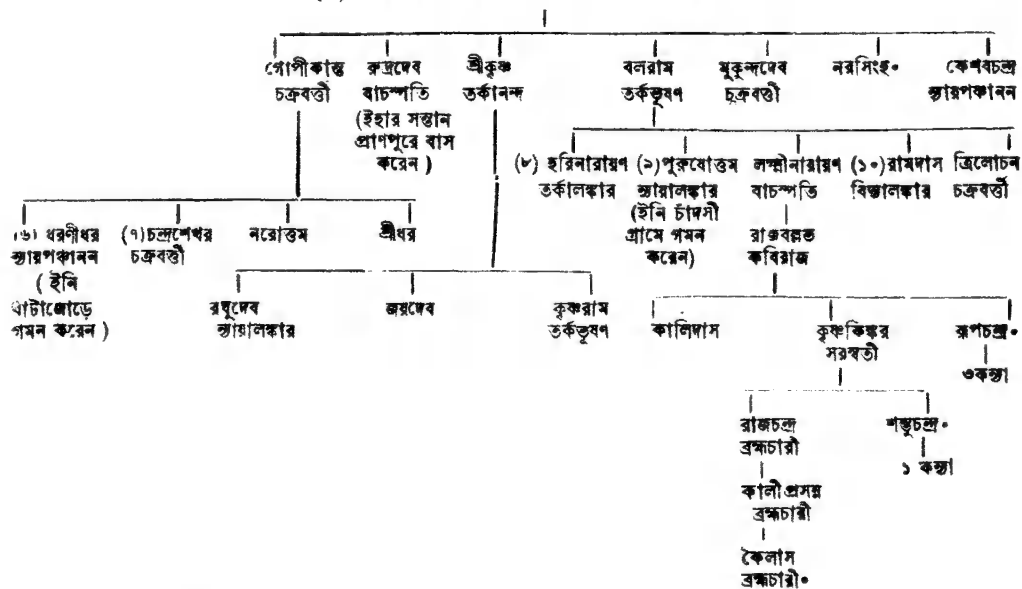 গোপীকান্ত রুদ্রদেব শ্রীকৃষ্ণ বলরাম মুকুন্দদেব নরসিংহ• কেশবচন্দ্র
চক্রবর্ত্তী বাচস্পতি তর্কানন্দ তর্কভূষণ চক্রবর্ত্তী ন্যায়পঞ্চানন
(ইহার সন্তান
প্রাণপুরে বাস
করেন)
(৮) হরিনারায়ণ (৯) পুরুষোত্তম লক্ষ্মীনারায়ণ (১০) রামদাস ত্রিলোচন
তর্কালঙ্কার ন্যায়ালঙ্কার বাচস্পতি বিদ্যালঙ্কার চক্রবর্ত্তী
(ইনি চাঁদসী
গ্রামে গমন
করেন)
(৬) ধরণীধর (৭) চন্দ্রশেখর নরোত্তম শ্রীধর রাজবল্লভ
ন্যায়পঞ্চানন চক্রবর্ত্তী কবিরাজ
(ইনি
বাটাজোড়ে
গমন করেন)
রঘুদেব জয়দেব কৃষ্ণরাম কালিদাস কৃষ্ণকিঙ্কর রূপচন্দ্র•
ন্যায়ালঙ্কার তর্কভূষণ সরস্বতী
৩কন্যা
রাজচন্দ্র শম্ভুচন্দ্র•
ব্রহ্মচারী
১ কন্যা
কালীপ্রসন্ন
ব্রহ্মচারী
কৈলাস
ব্রহ্মচারী•